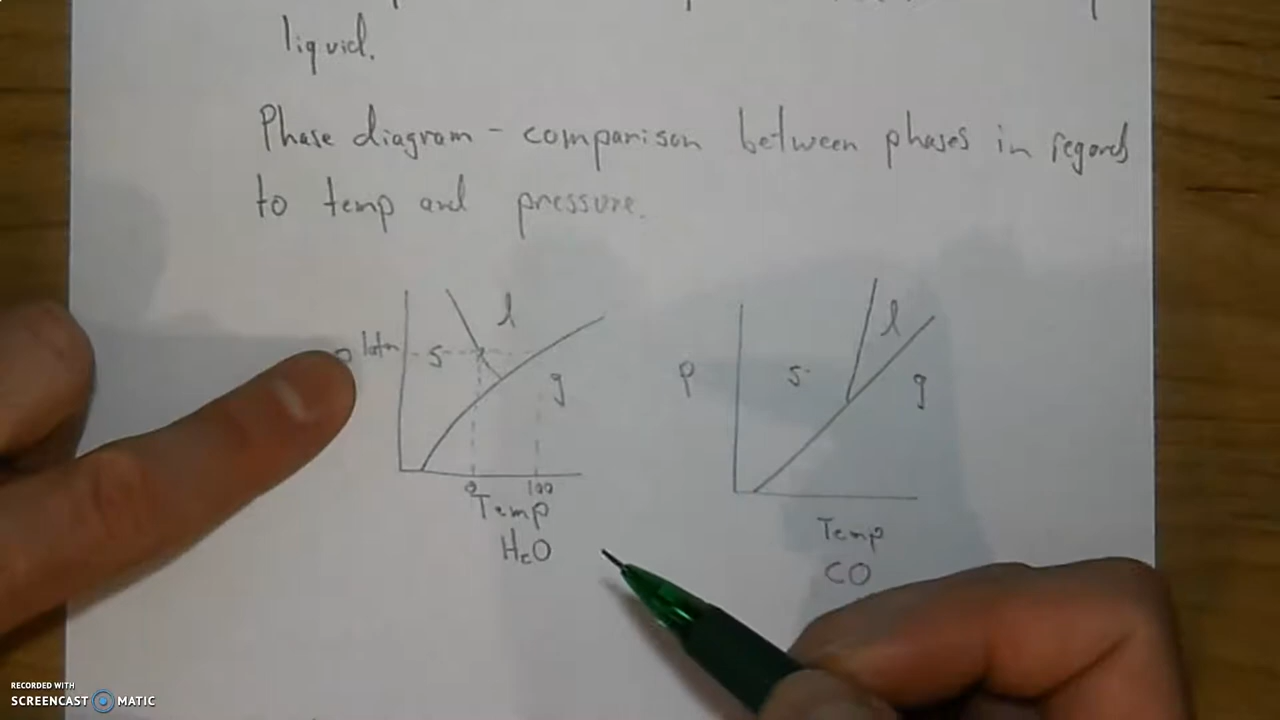 liquid.
Phase diagram - comparison between phases in regards
to temp and pressure.
l
1atm
s
g
0
100
Temp
H2O
p
s
l
g
Temp
CO
RECORDED WITH
SCREENCAST MATIC